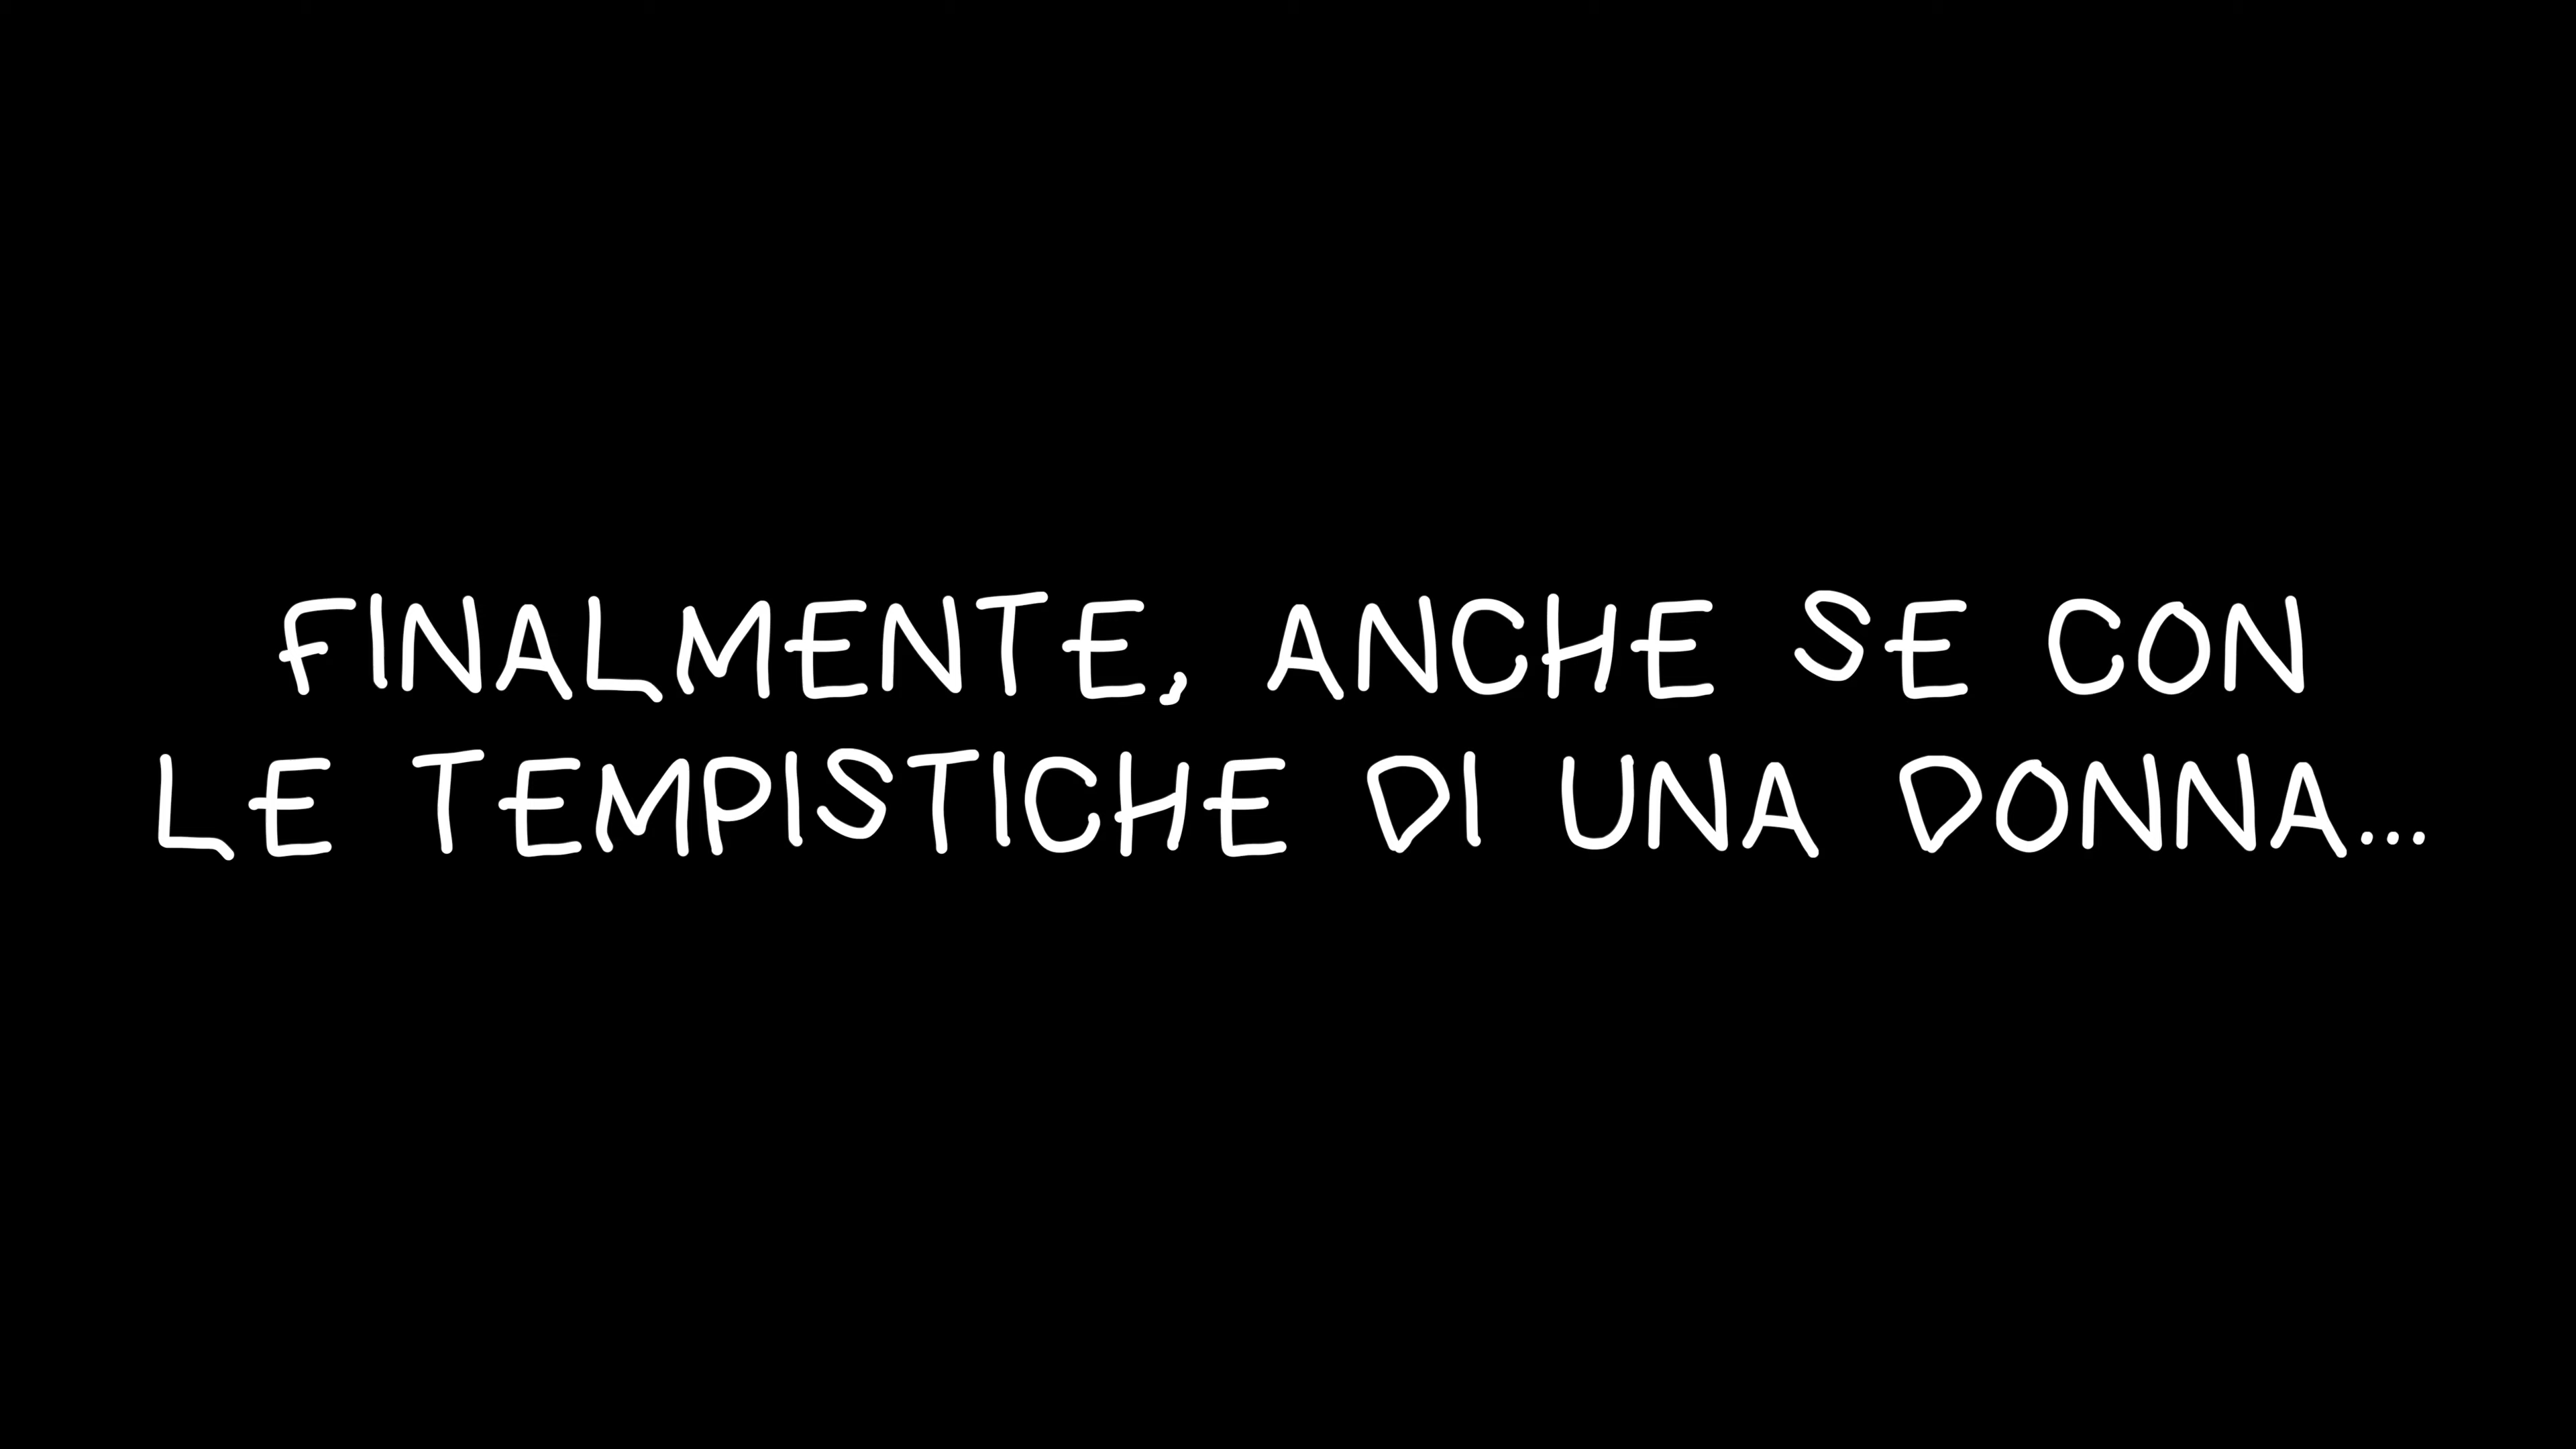 FINALMENTE, ANCHE SE CON
LE TEMPISTICHE DI UNA DONNA...